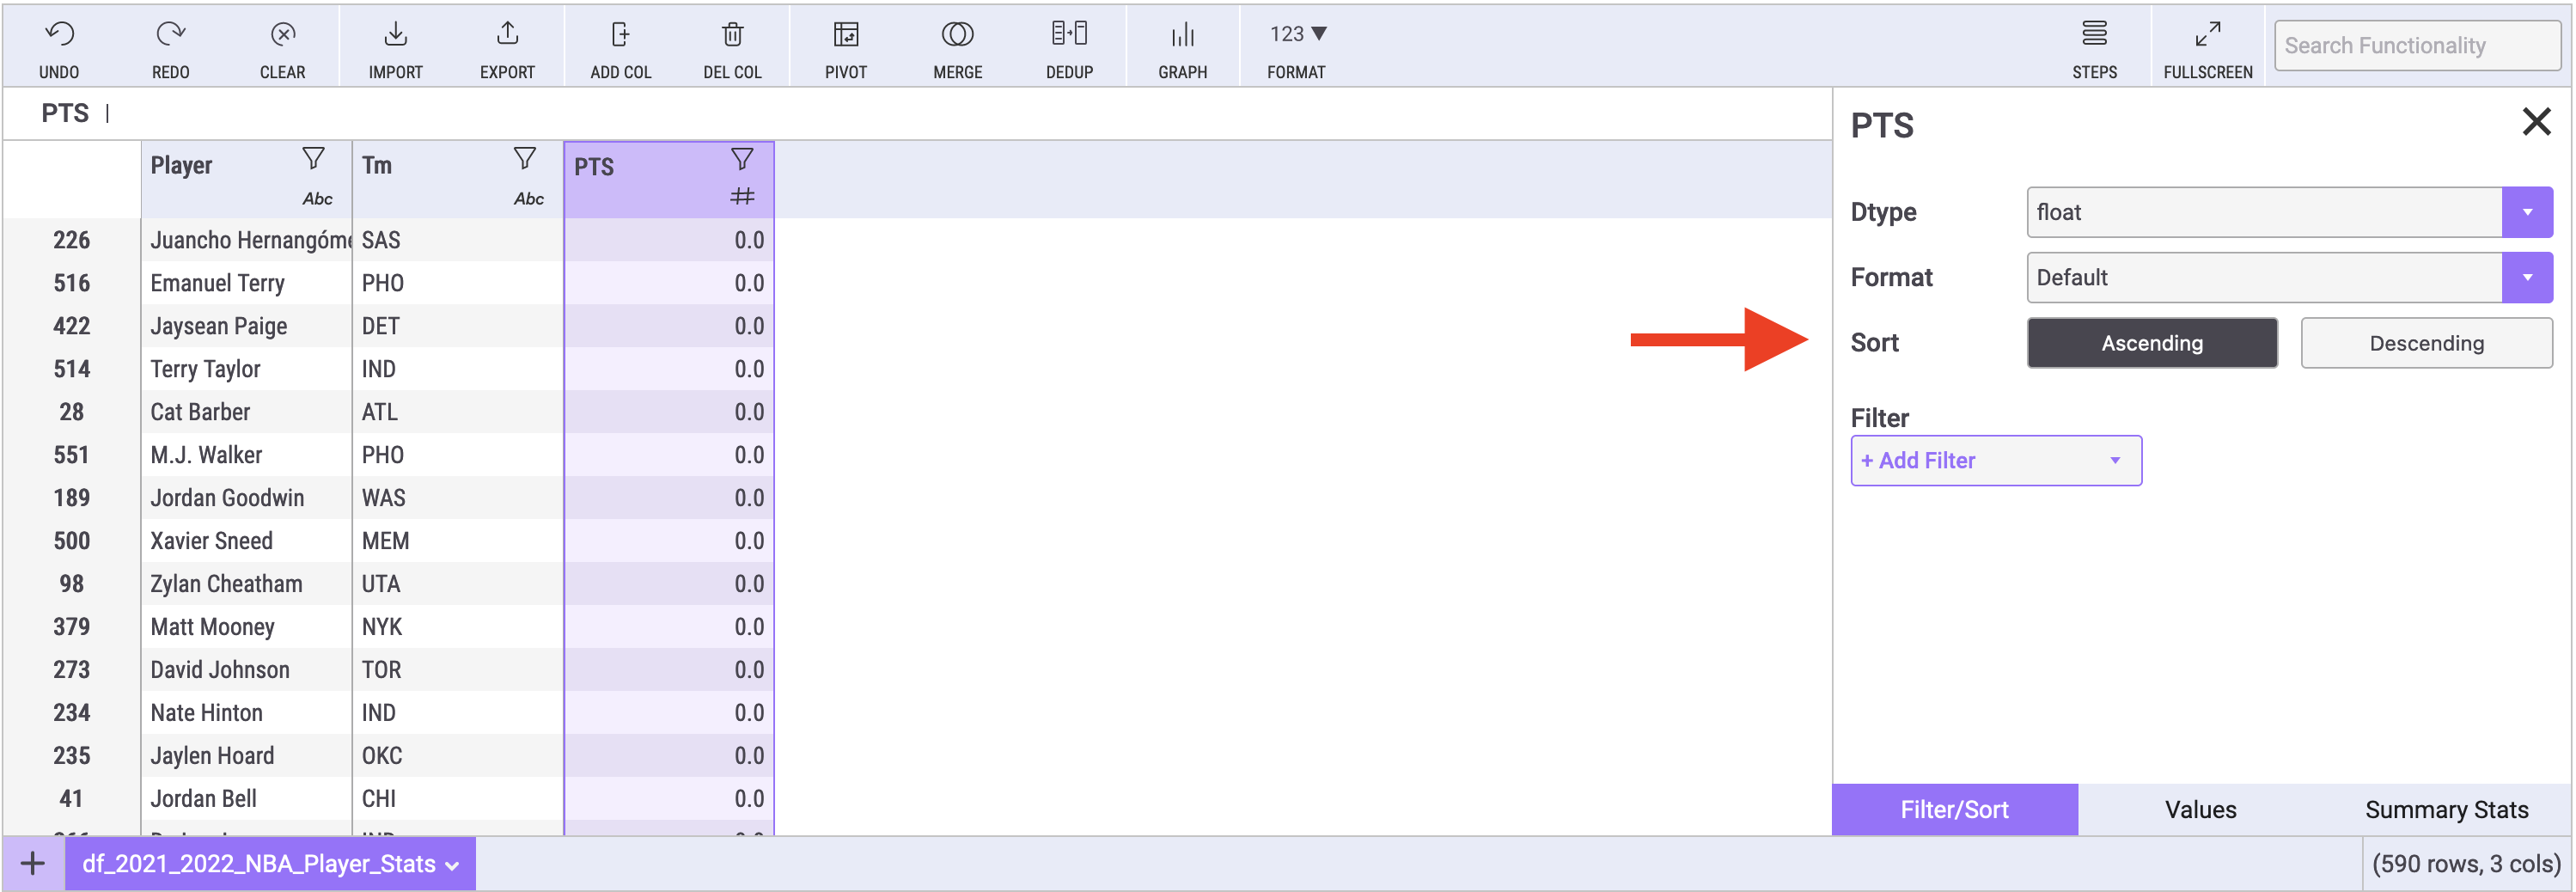 UNDO REDO CLEAR IMPORT EXPORT ADD COL DEL COL PIVOT MERGE DEDUP GRAPH 123 ▼ FORMAT STEPS FULLSCREEN Search Functionality
PTS
Player Abc Tm Abc PTS #
226 Juancho Hernangóm SAS 0.0
516 Emanuel Terry PHO 0.0
422 Jaysean Paige DET 0.0
514 Terry Taylor IND 0.0
28 Cat Barber ATL 0.0
551 M.J. Walker PHO 0.0
189 Jordan Goodwin WAS 0.0
500 Xavier Sneed MEM 0.0
98 Zylan Cheatham UTA 0.0
379 Matt Mooney NYK 0.0
273 David Johnson TOR 0.0
234 Nate Hinton IND 0.0
235 Jaylen Hoard OKC 0.0
41 Jordan Bell CHI 0.0
PTS
Dtype float
Format Default
Sort Ascending Descending
Filter
+ Add Filter
Filter/Sort Values Summary Stats
+ df_2021_2022_NBA_Player_Stats
(590 rows, 3 cols)